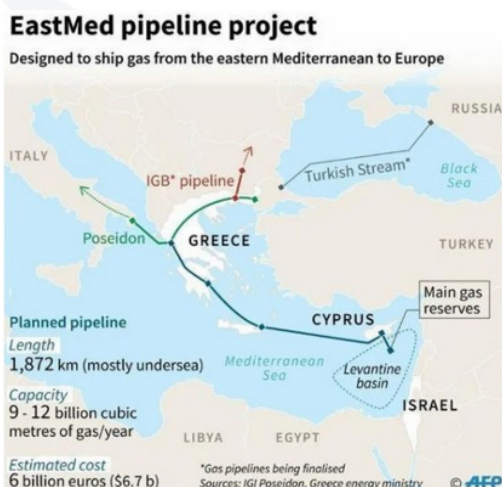 EastMed pipeline project
Designed to ship gas from the eastern Mediterranean to Europe
RUSSIA
ITALY
IGB* pipeline
Turkish Stream*
Black
Sea
Poseidon
GREECE
TURKEY
Main gas
reserves
Planned pipeline
CYPRUS
Length
1,872 km (mostly undersea)
Mediterranean
Sea
Levantine
basin
Capacity
9 - 12 billion cubic
metres of gas/year
ISRAEL
LIBYA
EGYPT
Estimated cost
6 billion euros ($6.7 b)
*Gas pipelines being finalised
Sources: IGI Poseidon, Greece energy ministry
© AFP